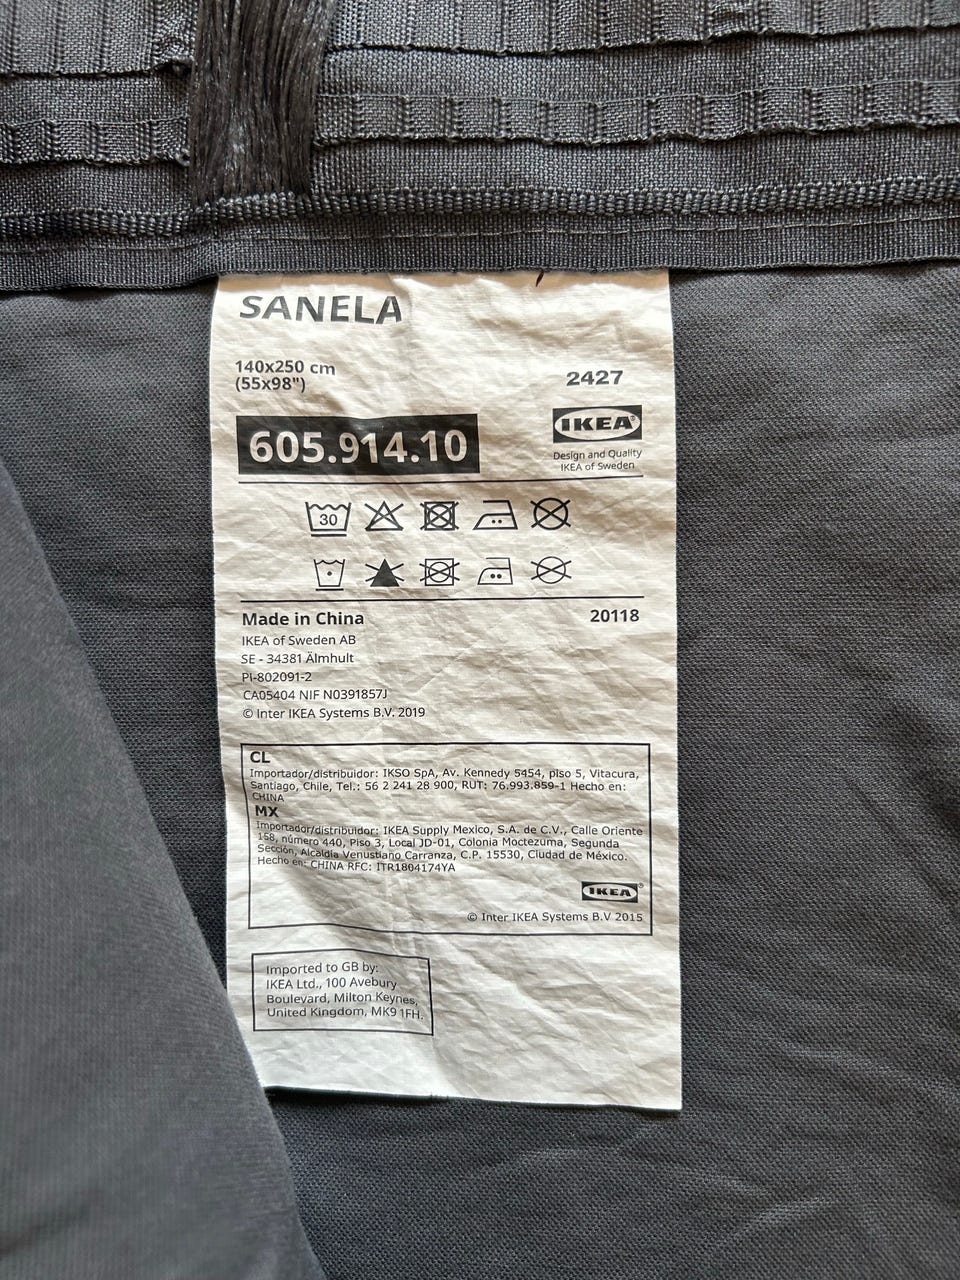 SANELA
140x250 cm
(55x98")
2427
605.914.10
IKEA®
Design and Quality
IKEA of Sweden
30
Made in China
20118
IKEA of Sweden AB
SE - 34381 Älmhult
PI-802091-2
CA05404 NIF N0391857J
© Inter IKEA Systems B.V. 2019
CL
Importador/distribuidor: IKSO SpA, Av. Kennedy 5454, piso 5, Vitacura,
Santiago, Chile, Tel.: 56 2 241 28 900, RUT: 76.993.859-1 Hecho en:
CHINA
MX
Importador/distribuidor: IKEA Supply Mexico, S.A. de C.V., Calle Oriente
158, número 440, Piso 3, Local JD-01, Colonia Moctezuma, Segunda
Sección, Alcaldía Venustiano Carranza, C.P. 15530, Ciudad de México.
Hecho en: CHINA RFC: ITR1804174YA
IKEA®
© Inter IKEA Systems B.V 2015
Imported to GB by:
IKEA Ltd., 100 Avebury
Boulevard, Milton Keynes,
United Kingdom, MK9 1FH.